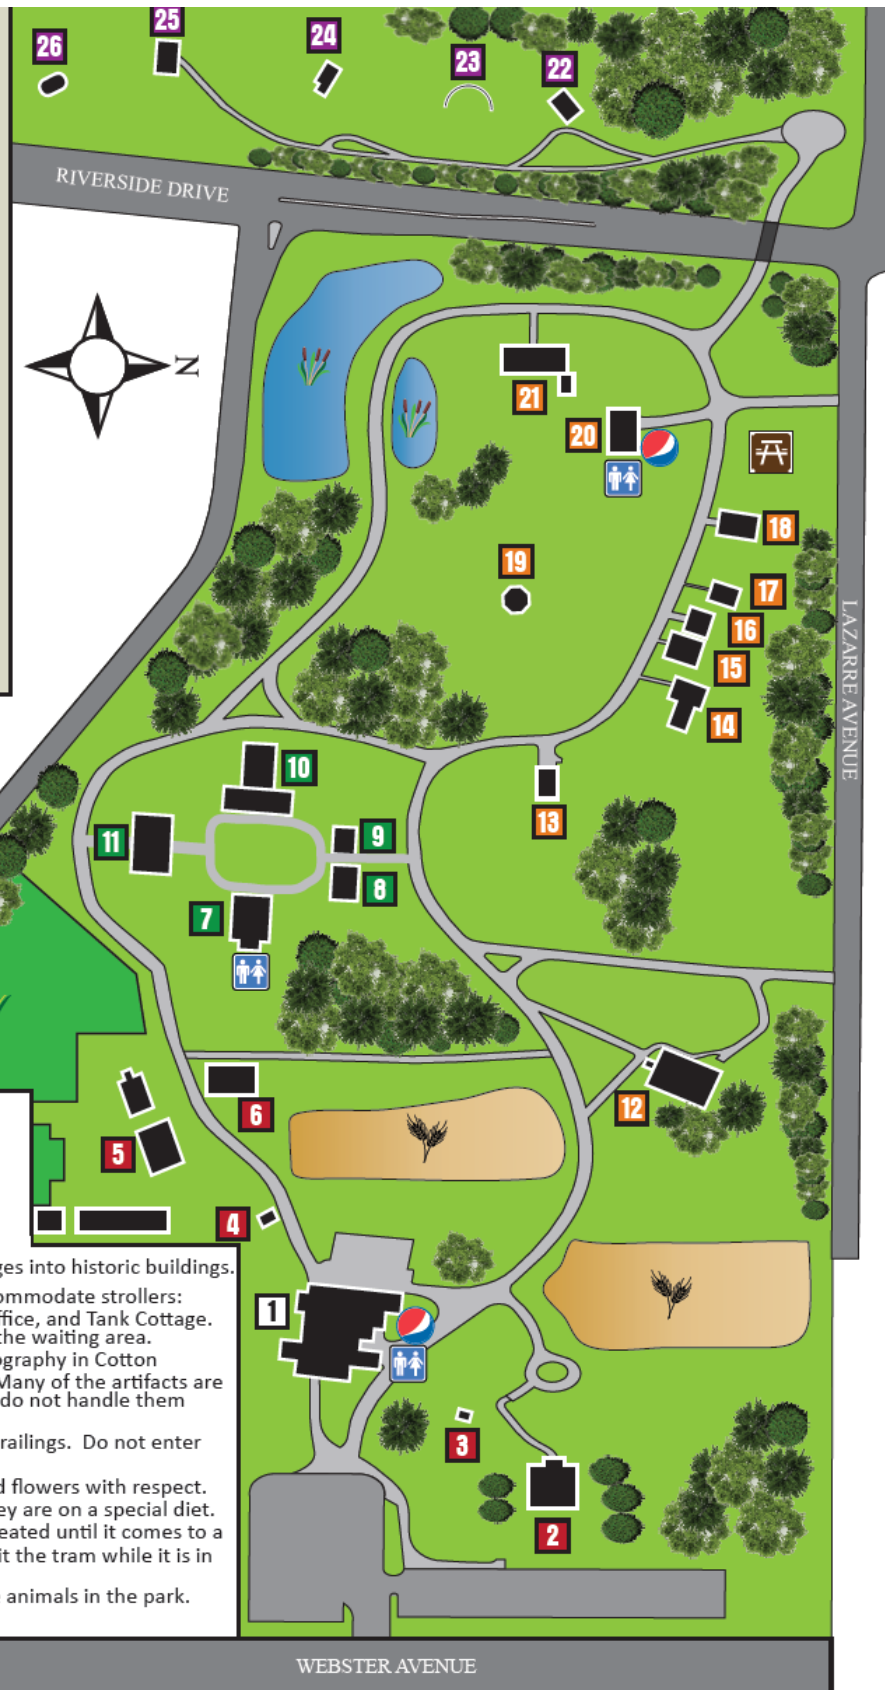 25
26
24
23
22
RIVERSIDE DRIVE
N
21
20
18
19
17
16
15
14
LAZARRE AVENUE
10
13
11
9
8
7
12
6
5
4
ges into historic buildings.
ommodate strollers:
ffice, and Tank Cottage.
the waiting area.
ography in Cotton
Many of the artifacts are
do not handle them
railings. Do not enter
d flowers with respect.
ey are on a special diet.
eated until it comes to a
it the tram while it is in
animals in the park.
1
3
2
WEBSTER AVENUE